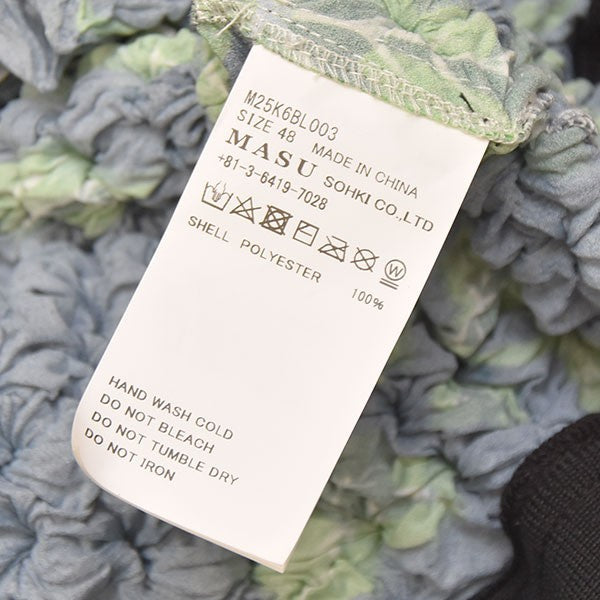 M25K6BL003
SIZE 48 MADE IN CHINA
MASU SOHKI CO.,LTD
+81-3-6419-7028
W
SHELL POLYESTER 100%
HAND WASH COLD
DO NOT BLEACH
DO NOT TUMBLE DRY
DO NOT IRON